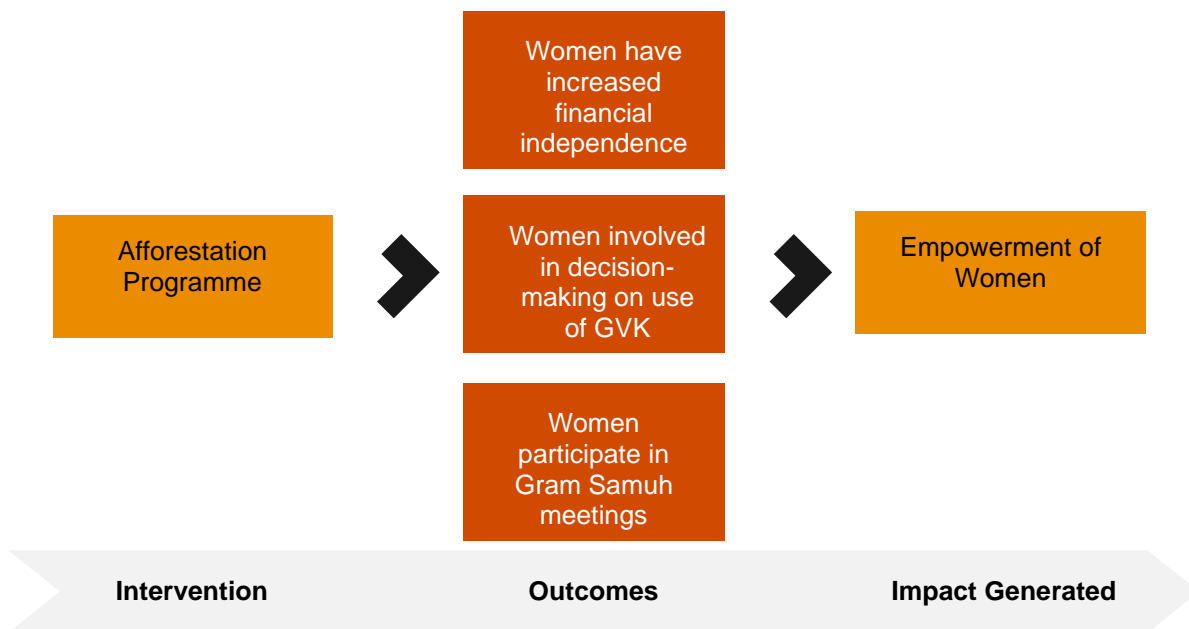 Women have
increased
financial
independence
Afforestation
Programme
Women involved
in decision-
making on use
of GVK
Empowerment of
Women
Women
participate in
Gram Samuh
meetings
Intervention
Outcomes
Impact Generated